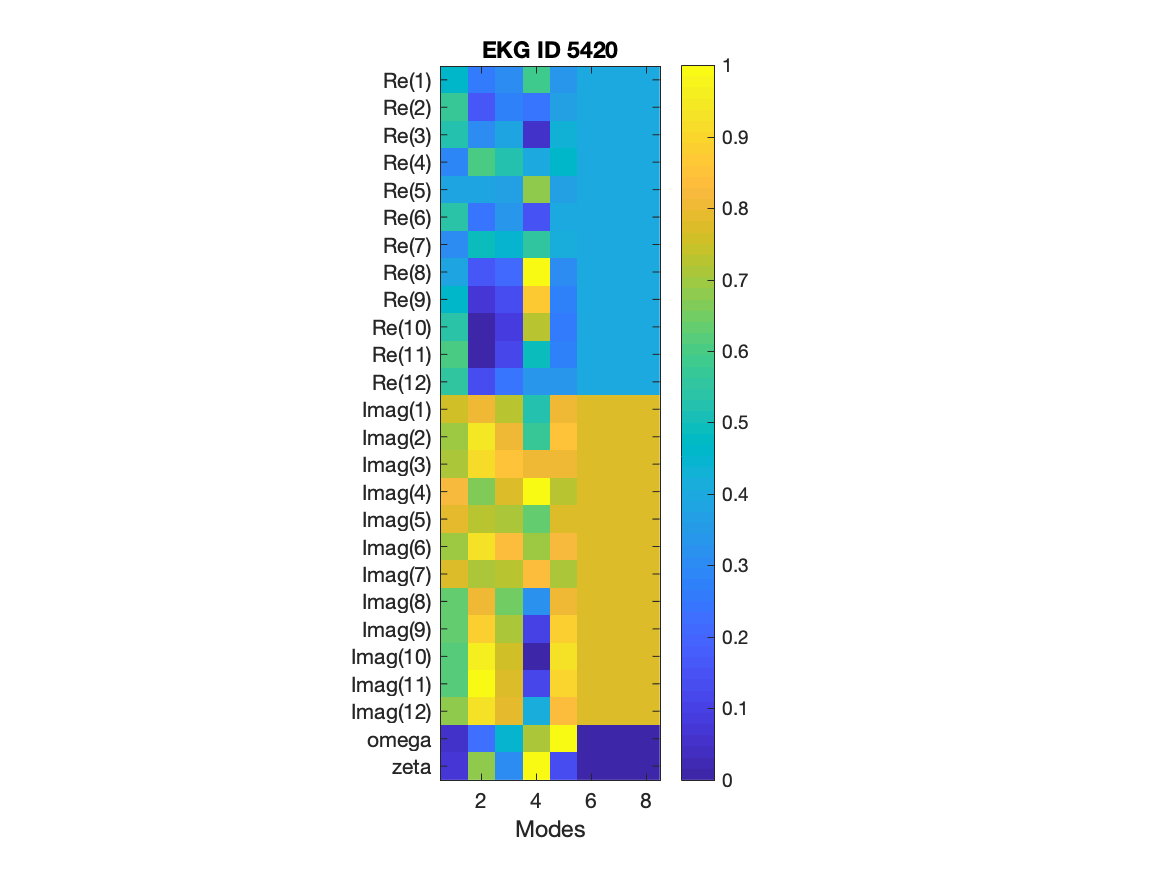 EKG ID 5420
Re(1)
Re(2)
Re(3)
Re(4)
Re(5)
Re(6)
Re(7)
Re(8)
Re(9)
Re(10)
Re(11)
Re(12)
Imag(1)
Imag(2)
Imag(3)
Imag(4)
Imag(5)
Imag(6)
Imag(7)
Imag(8)
Imag(9)
Imag(10)
Imag(11)
Imag(12)
omega
zeta
2 4 6 8
Modes
1
0.9
0.8
0.7
0.6
0.5
0.4
0.3
0.2
0.1
0